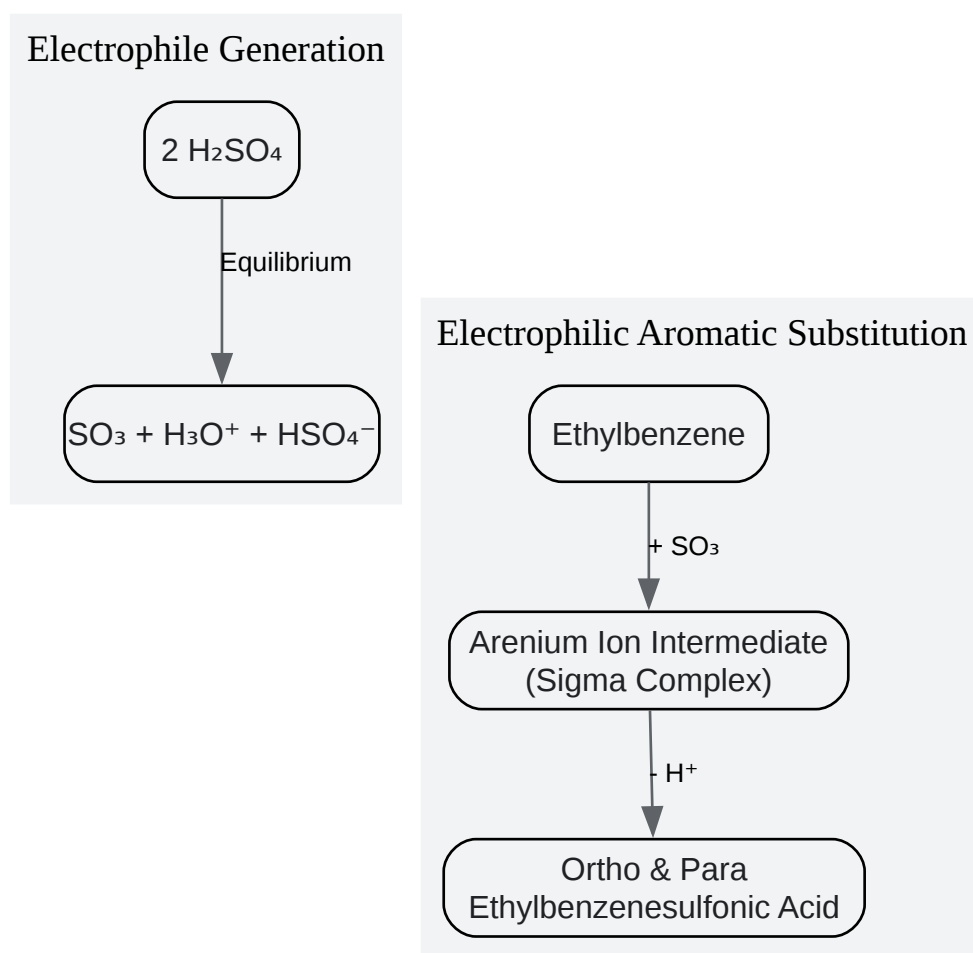 Electrophile Generation
2 H₂SO₄
Equilibrium
SO₃ + H₃O⁺ + HSO₄⁻
Electrophilic Aromatic Substitution
Ethylbenzene
+ SO₃
Arenium Ion Intermediate
(Sigma Complex)
- H⁺
Ortho & Para
Ethylbenzenesulfonic Acid